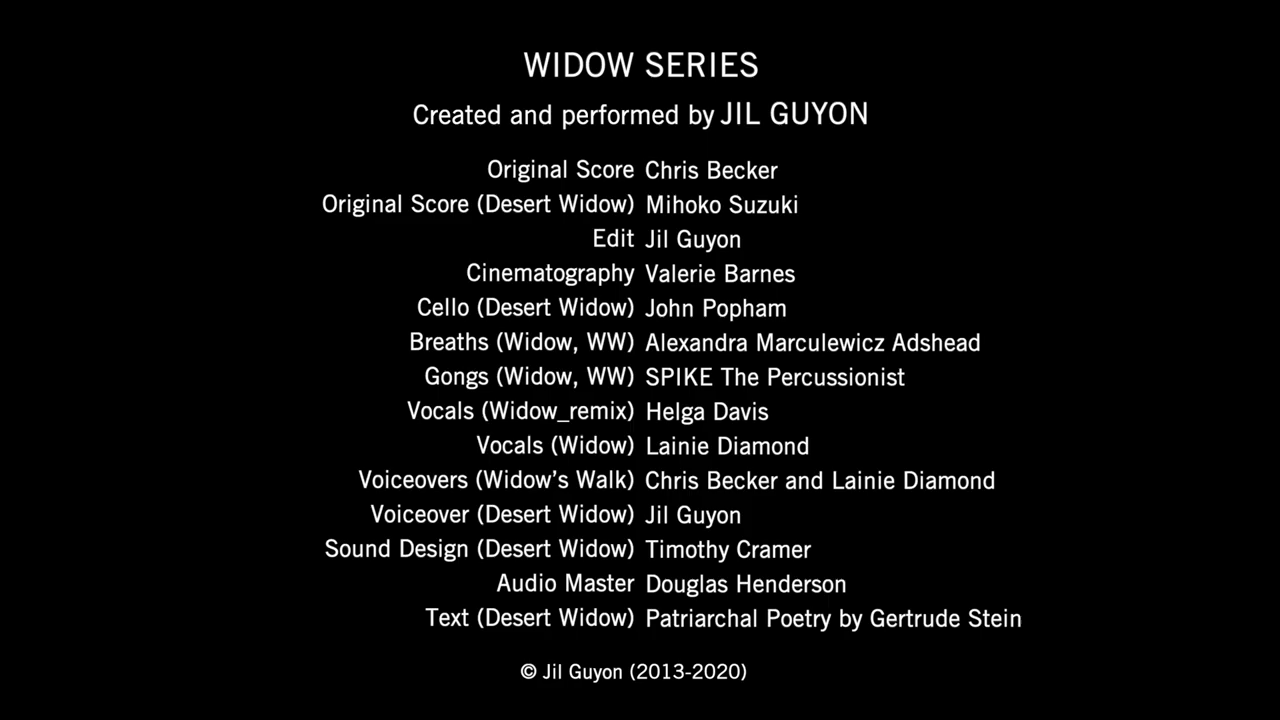 WIDOW SERIES
Created and performed by JIL GUYON
Original Score Chris Becker
Original Score (Desert Widow) Mihoko Suzuki
Edit Jil Guyon
Cinematography Valerie Barnes
Cello (Desert Widow) John Popham
Breaths (Widow, WW) Alexandra Marculewicz Adshead
Gongs (Widow, WW) SPIKE The Percussionist
Vocals (Widow_remix) Helga Davis
Vocals (Widow) Lainie Diamond
Voiceovers (Widow's Walk) Chris Becker and Lainie Diamond
Voiceover (Desert Widow) Jil Guyon
Sound Design (Desert Widow) Timothy Cramer
Audio Master Douglas Henderson
Text (Desert Widow) Patriarchal Poetry by Gertrude Stein
© Jil Guyon (2013-2020)